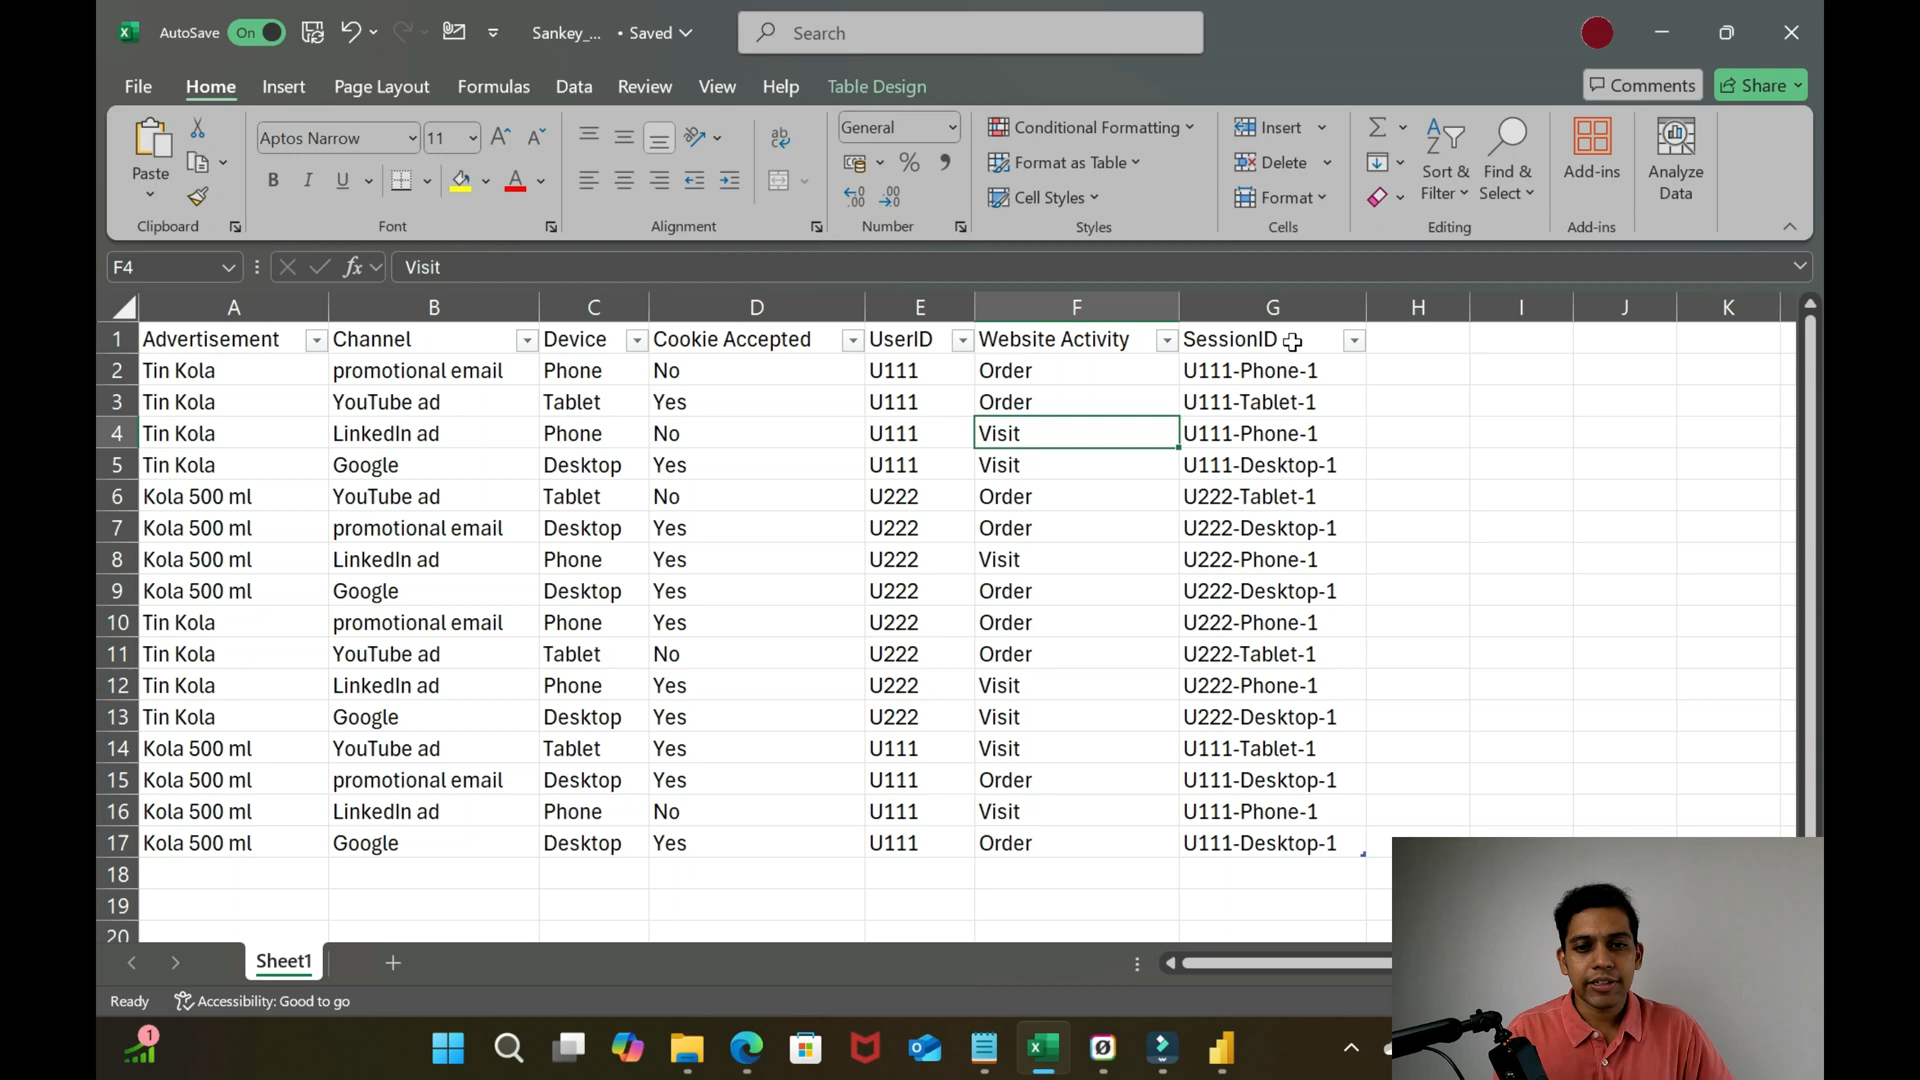 AutoSave On Sankey_... • Saved Search
File Home Insert Page Layout Formulas Data Review View Help Table Design Comments Share
Paste Aptos Narrow 11 General Conditional Formatting Insert
Format as Table Delete Sort & Find & Add-ins Analyze
B I U Cell Styles Format Filter Select Data
Clipboard Font Alignment Number Styles Cells Editing Add-ins
F4 fx Visit
A B C D E F G H I J K
1 Advertisement Channel Device Cookie Accepted UserID Website Activity SessionID
2 Tin Kola promotional email Phone No U111 Order U111-Phone-1
3 Tin Kola YouTube ad Tablet Yes U111 Order U111-Tablet-1
4 Tin Kola LinkedIn ad Phone No U111 Visit U111-Phone-1
5 Tin Kola Google Desktop Yes U111 Visit U111-Desktop-1
6 Kola 500 ml YouTube ad Tablet No U222 Order U222-Tablet-1
7 Kola 500 ml promotional email Desktop Yes U222 Order U222-Desktop-1
8 Kola 500 ml LinkedIn ad Phone Yes U222 Visit U222-Phone-1
9 Kola 500 ml Google Desktop Yes U222 Order U222-Desktop-1
10 Tin Kola promotional email Phone Yes U222 Order U222-Phone-1
11 Tin Kola YouTube ad Tablet No U222 Order U222-Tablet-1
12 Tin Kola LinkedIn ad Phone Yes U222 Visit U222-Phone-1
13 Tin Kola Google Desktop Yes U222 Visit U222-Desktop-1
14 Kola 500 ml YouTube ad Tablet Yes U111 Visit U111-Tablet-1
15 Kola 500 ml promotional email Desktop Yes U111 Order U111-Desktop-1
16 Kola 500 ml LinkedIn ad Phone No U111 Visit U111-Phone-1
17 Kola 500 ml Google Desktop Yes U111 Order U111-Desktop-1
18
19
20
Sheet1
Ready Accessibility: Good to go
1